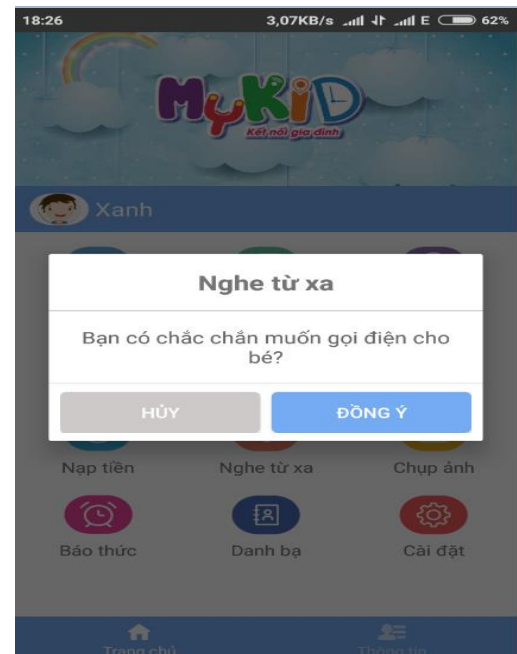 18:26
3,07KB/s E 62%
MyKiD
Kết nối gia đình
Xanh
Nghe từ xa
Bạn có chắc chắn muốn gọi điện cho
bé?
HỦY ĐỒNG Ý
Nạp tiền Nghe từ xa Chụp ảnh
Báo thức Danh bạ Cài đặt
Trang chủ Thông tin